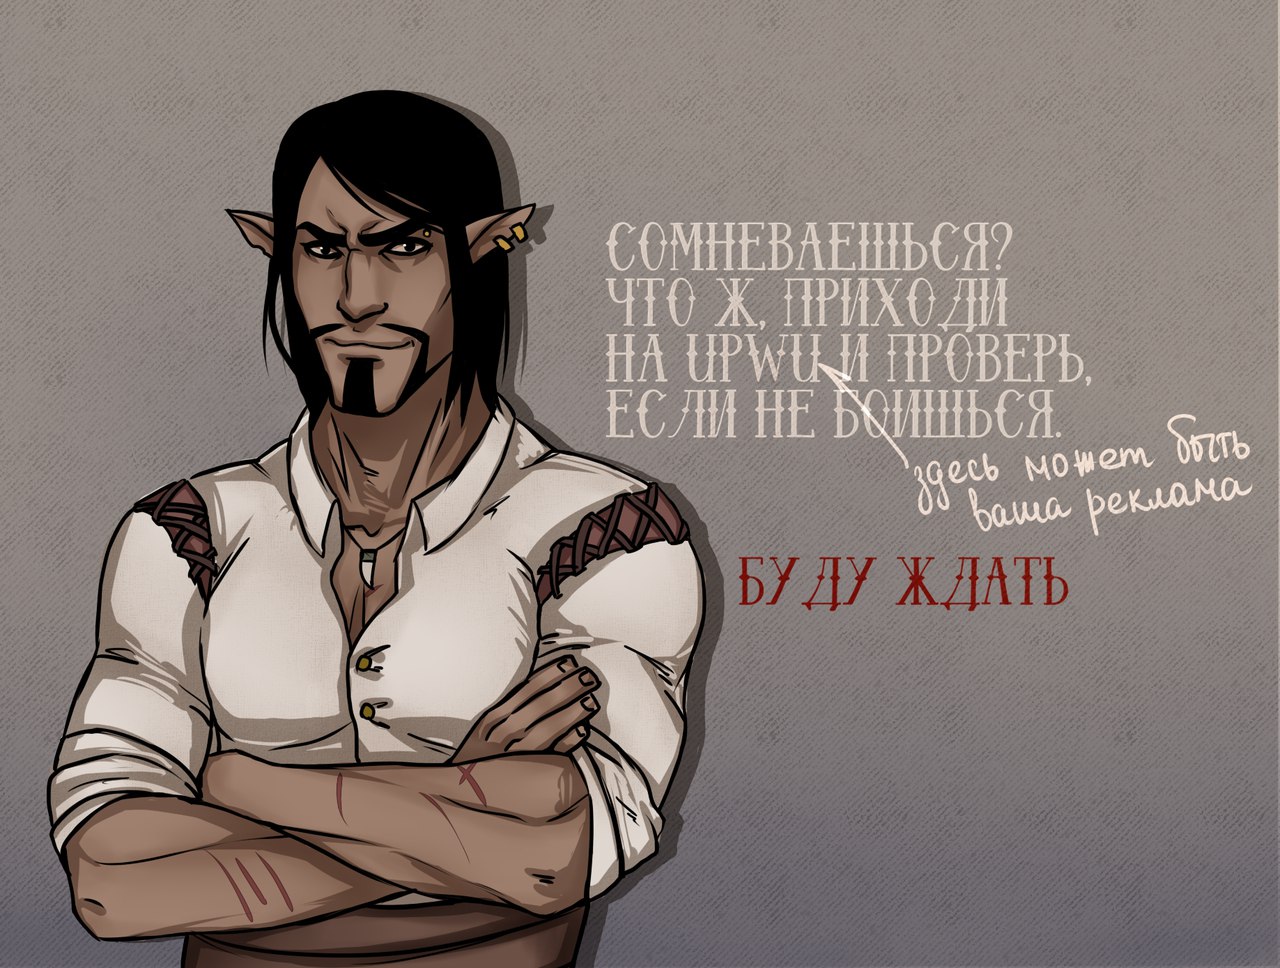 СОМНЕВАЕШЬСЯ?
ЧТО Ж, ПРИХОДИ
НА UPWU И ПРОВЕРЬ,
ЕСЛИ НЕ БОИШЬСЯ.
здесь может быть
ваша реклама
БУДУ ЖДАТЬ